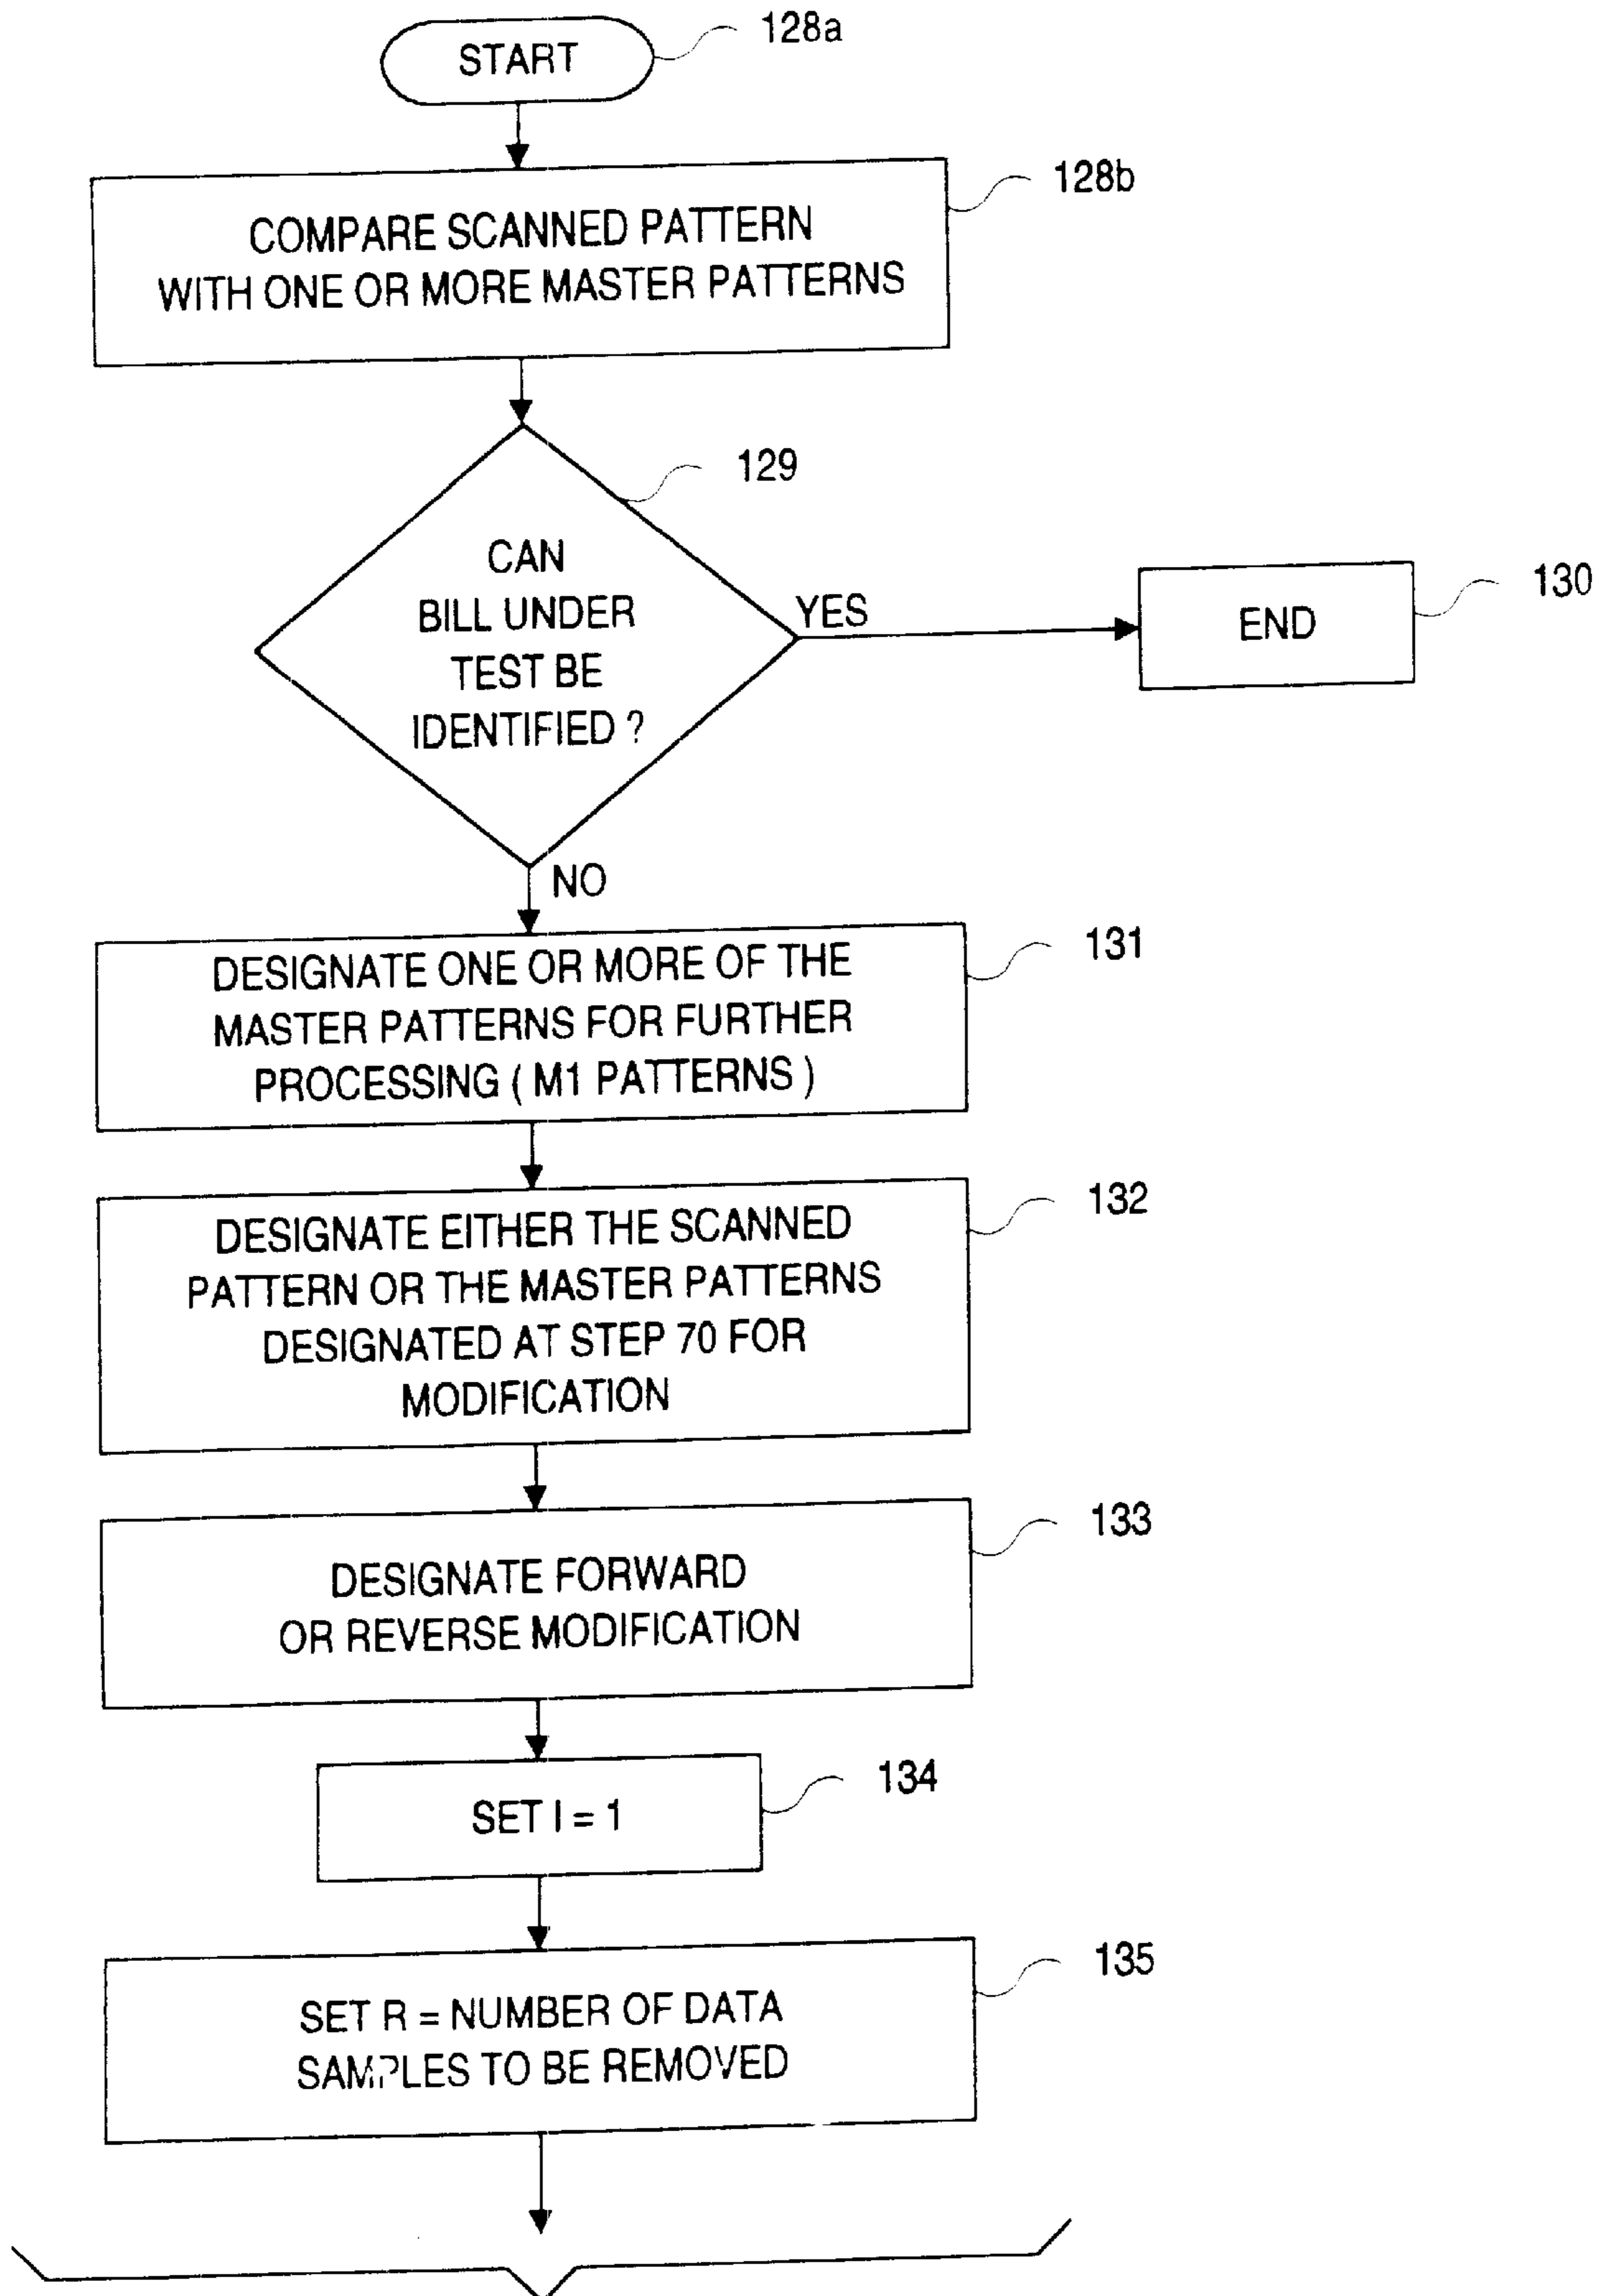 START
128a
COMPARE SCANNED PATTERN
WITH ONE OR MORE MASTER PATTERNS
128b
CAN
BILL UNDER
TEST BE
IDENTIFIED ?
129
YES
END
130
NO
DESIGNATE ONE OR MORE OF THE
MASTER PATTERNS FOR FURTHER
PROCESSING ( M1 PATTERNS )
131
DESIGNATE EITHER THE SCANNED
PATTERN OR THE MASTER PATTERNS
DESIGNATED AT STEP 70 FOR
MODIFICATION
132
DESIGNATE FORWARD
OR REVERSE MODIFICATION
133
SET I = 1
134
SET R = NUMBER OF DATA
SAMPLES TO BE REMOVED
135